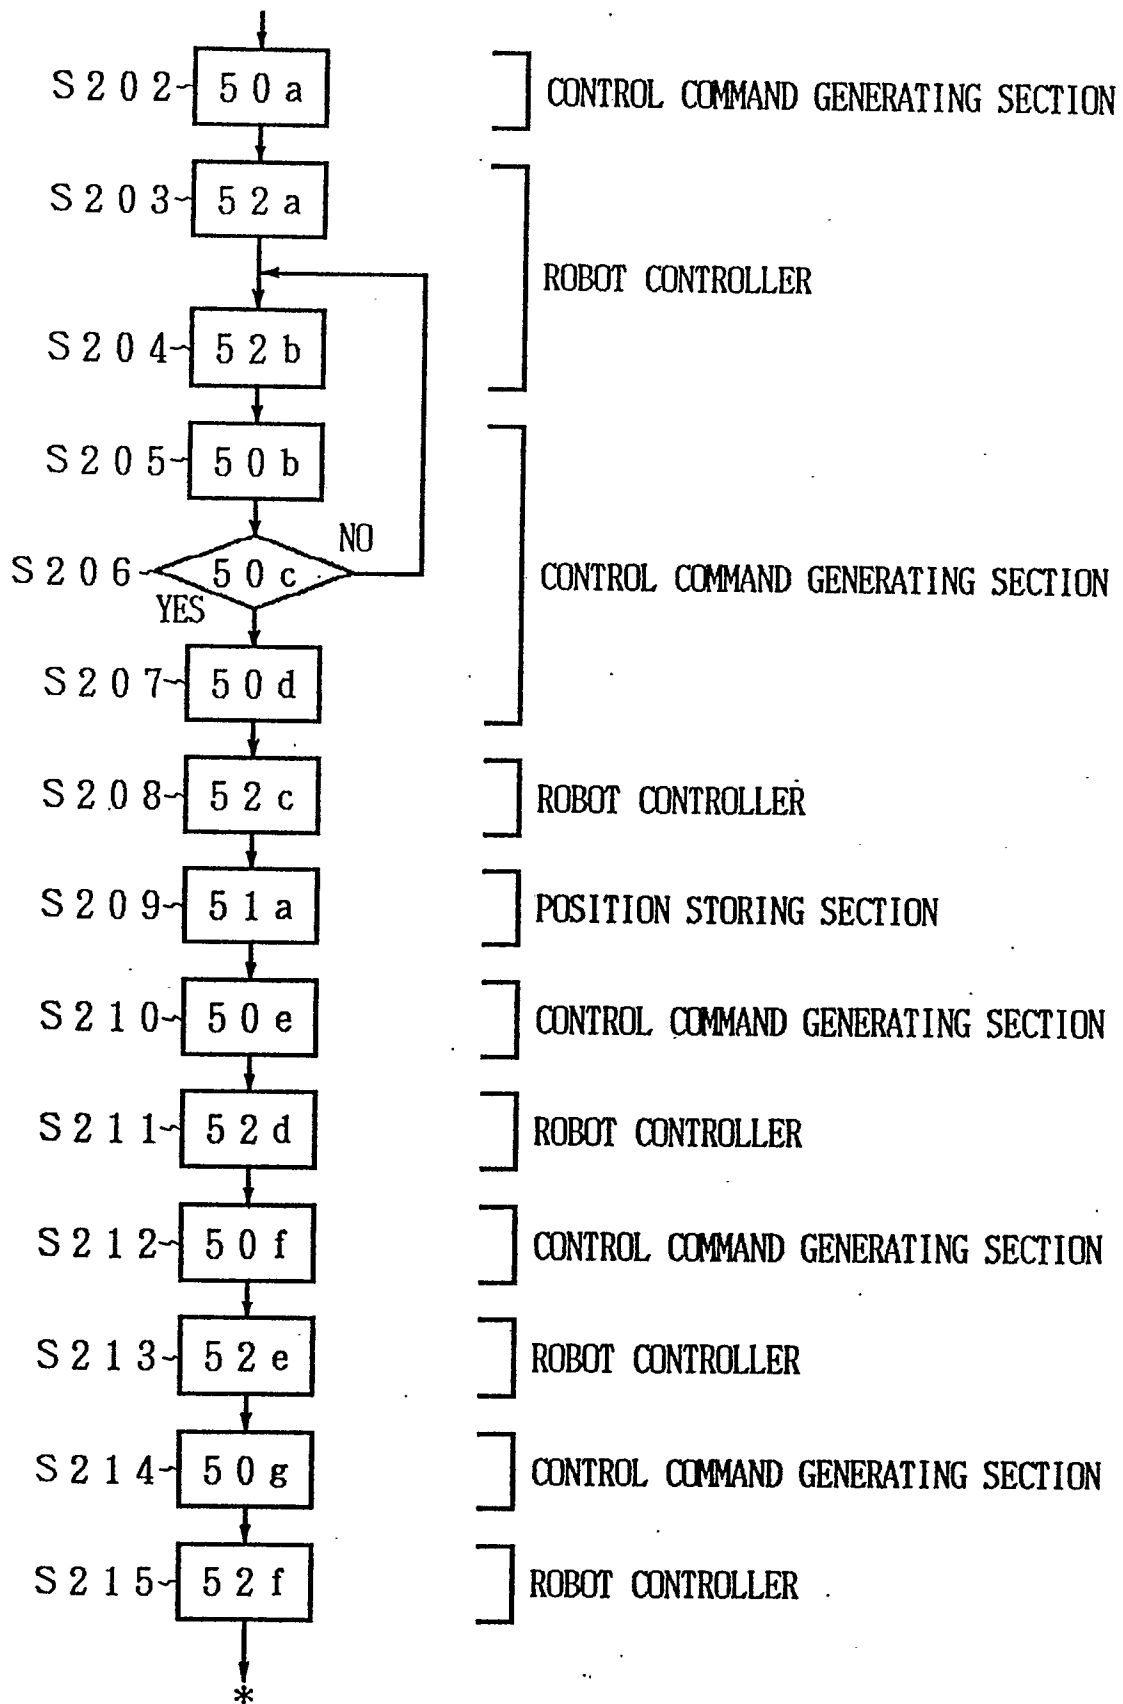 S202 50a CONTROL COMMAND GENERATING SECTION
S203 52a
ROBOT CONTROLLER
S204 52b
S205 50b
NO
S206 50c CONTROL COMMAND GENERATING SECTION
YES
S207 50d
S208 52c ROBOT CONTROLLER
S209 51a POSITION STORING SECTION
S210 50e CONTROL COMMAND GENERATING SECTION
S211 52d ROBOT CONTROLLER
S212 50f CONTROL COMMAND GENERATING SECTION
S213 52e ROBOT CONTROLLER
S214 50g CONTROL COMMAND GENERATING SECTION
S215 52f ROBOT CONTROLLER
*